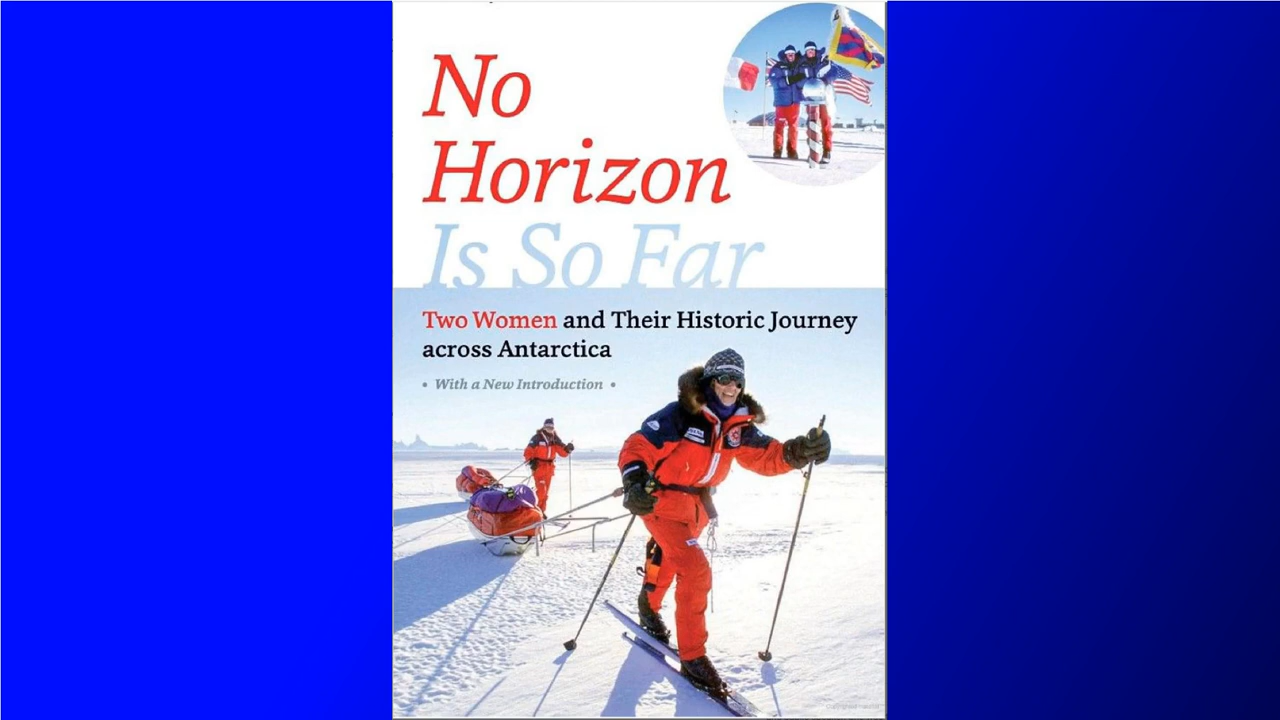 No
Horizon
Is So Far
Two Women and Their Historic Journey
across Antarctica
• With a New Introduction •